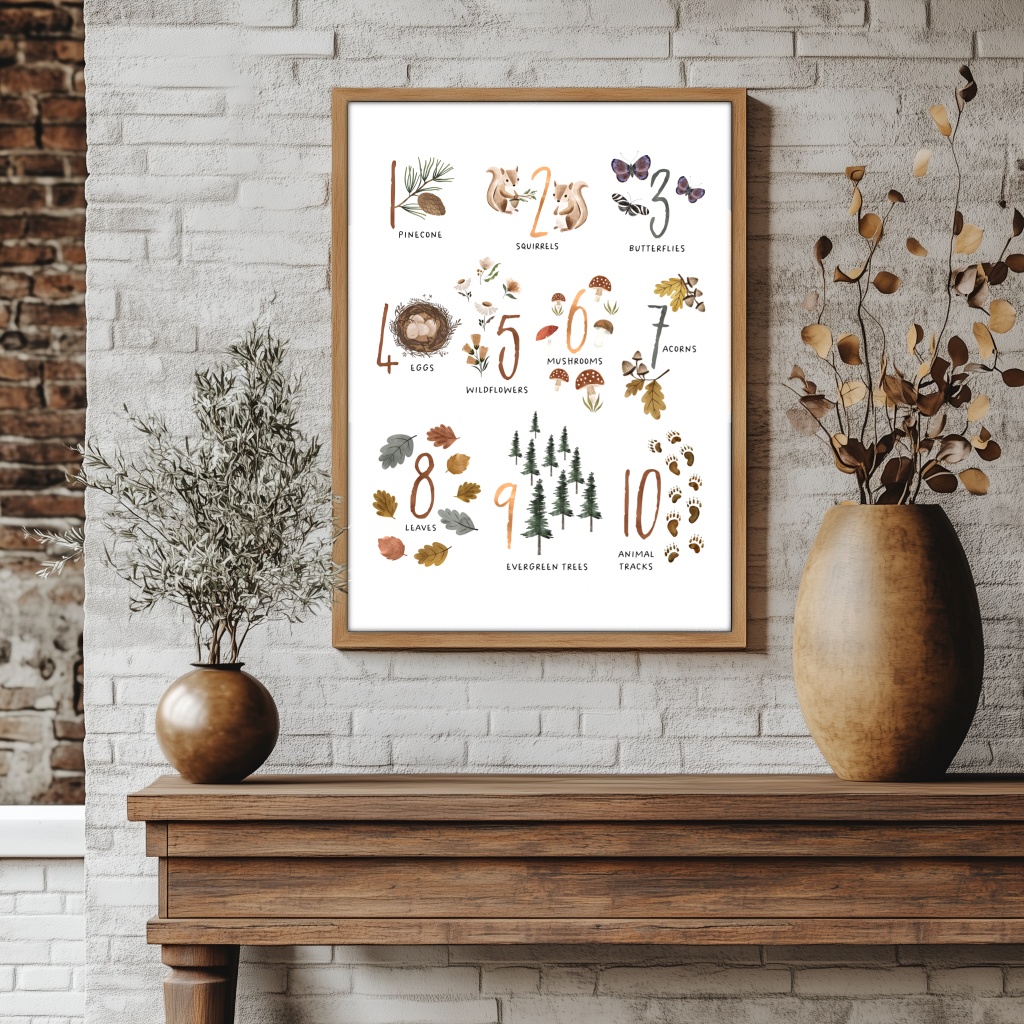 1
PINECONE
2
SQUIRRELS
3
BUTTERFLIES
4
EGGS
5
WILDFLOWERS
6
MUSHROOMS
7
ACORNS
8
LEAVES
9
EVERGREEN TREES
10
ANIMAL
TRACKS